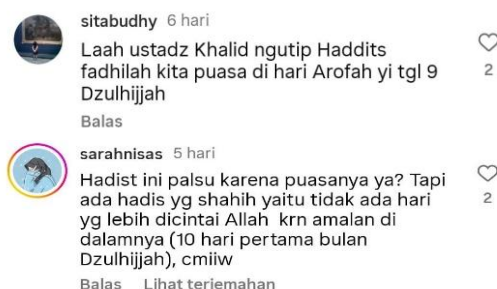 sitabudhy 6 hari
Laah ustadz Khalid ngutip Haddits
fadhilah kita puasa di hari Arofah yi tgl 9
Dzulhijjah
2
Balas
sarahnisas 5 hari
Hadist ini palsu karena puasanya ya? Tapi
ada hadis yg shahih yaitu tidak ada hari
yg lebih dicintai Allah krn amalan di
dalamnya (10 hari pertama bulan
Dzulhijjah), cmiiw
2
Balas Lihat terjemahan